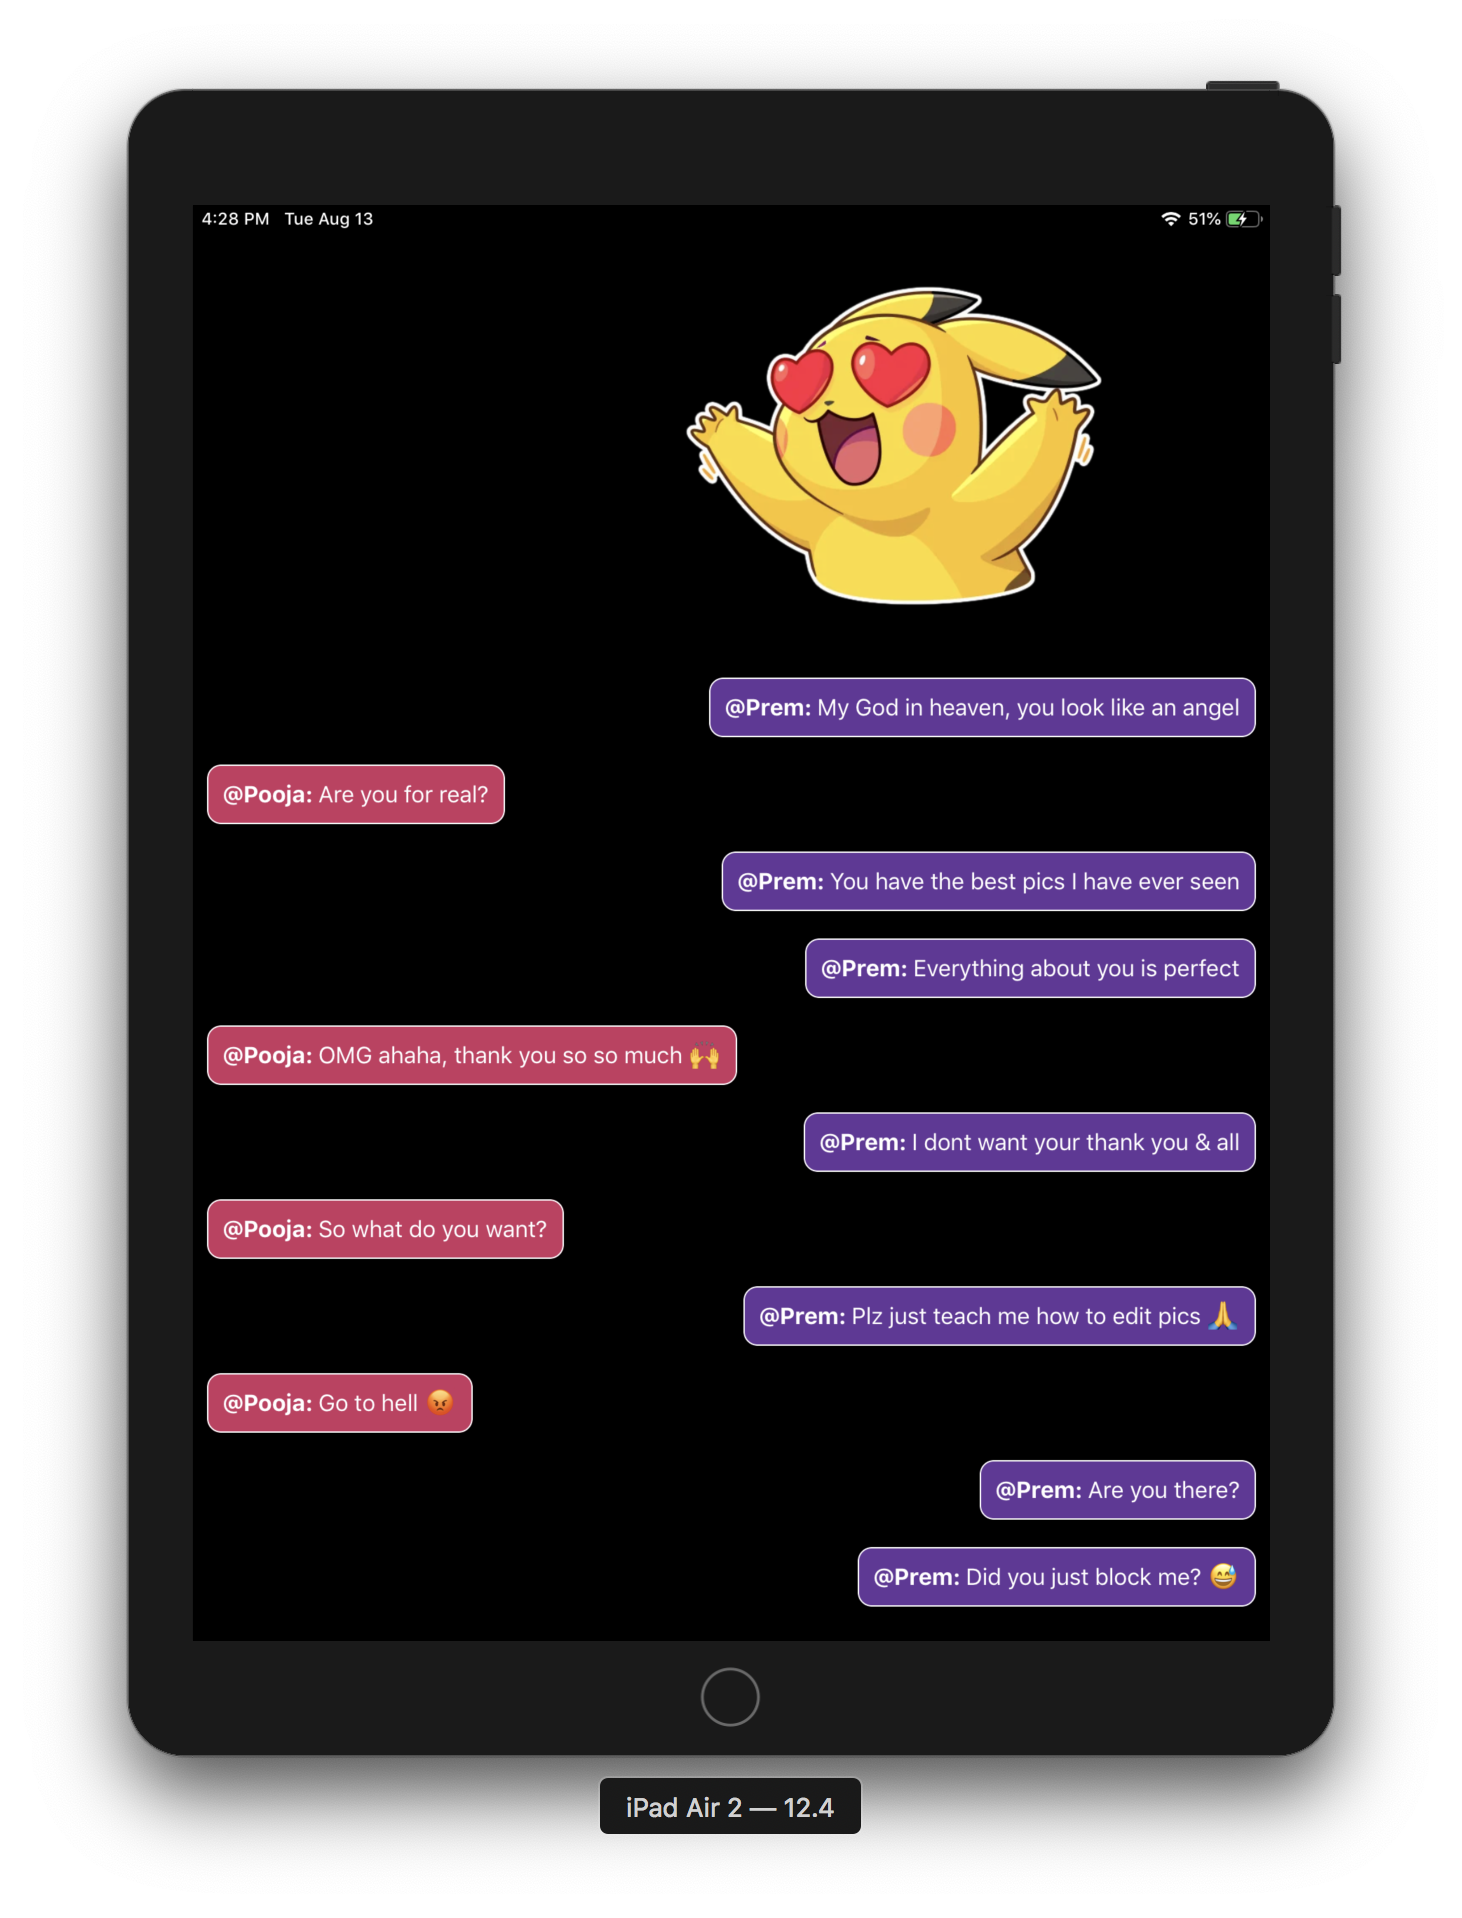 4:28 PM Tue Aug 13 51%
@Prem: My God in heaven, you look like an angel
@Pooja: Are you for real?
@Prem: You have the best pics I have ever seen
@Prem: Everything about you is perfect
@Pooja: OMG ahaha, thank you so so much 🙌
@Prem: I dont want your thank you & all
@Pooja: So what do you want?
@Prem: Plz just teach me how to edit pics 🙏
@Pooja: Go to hell 😡
@Prem: Are you there?
@Prem: Did you just block me? 😅
iPad Air 2 — 12.4